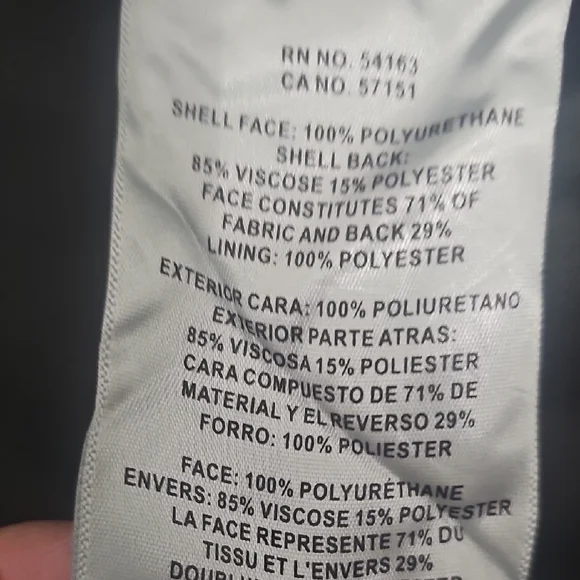 RN NO. 54163
CA NO. 57151
SHELL FACE: 100% POLYURETHANE
SHELL BACK:
85% VISCOSE 15% POLYESTER
FACE CONSTITUTES 71% OF
FABRIC AND BACK 29%
LINING: 100% POLYESTER
EXTERIOR CARA: 100% POLIURETANO
EXTERIOR PARTE ATRAS:
85% VISCOSA 15% POLIESTER
CARA COMPUESTO DE 71% DE
MATERIAL Y EL REVERSO 29%
FORRO: 100% POLIESTER
FACE: 100% POLYURÉTHANE
ENVERS: 85% VISCOSE 15% POLYESTER
LA FACE REPRESENTE 71% DU
TISSU ET L'ENVERS 29%